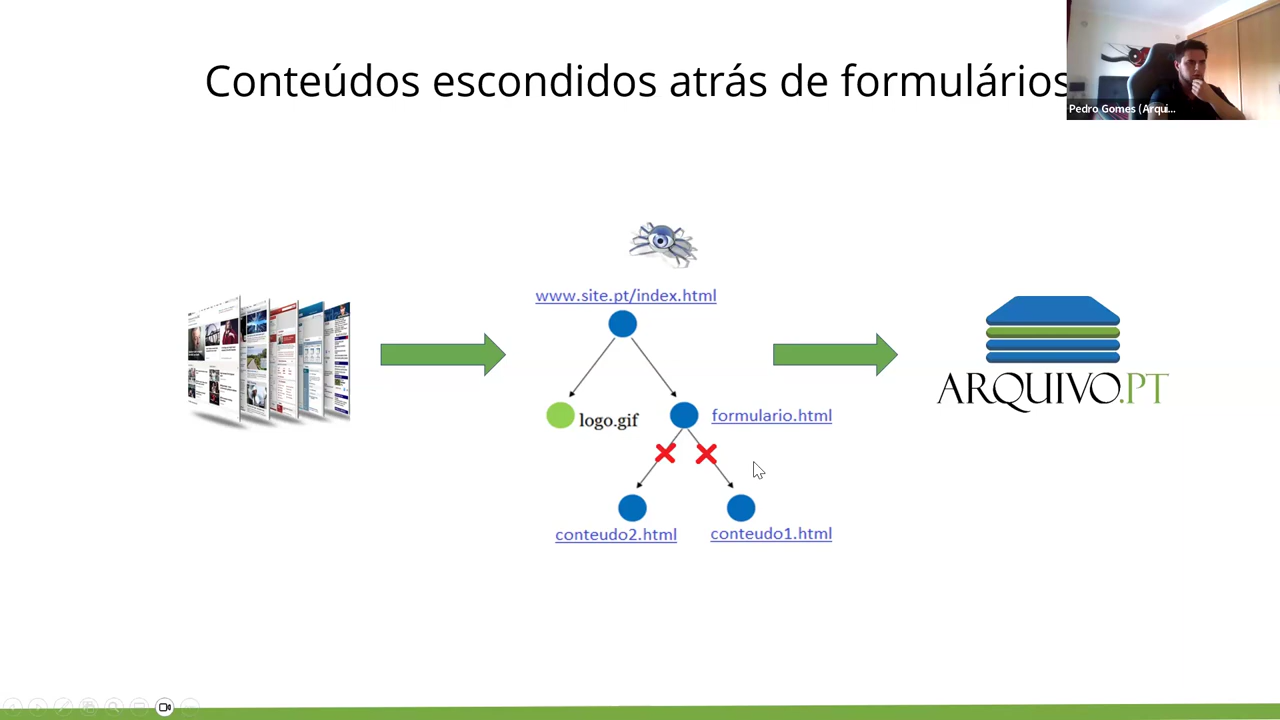 Conteúdos escondidos atrás de formulários
Pedro Gomes (Arqui...
www.site.pt/index.html
logo.gif
formulario.html
ARQUIVO.PT
conteudo2.html
conteudo1.html